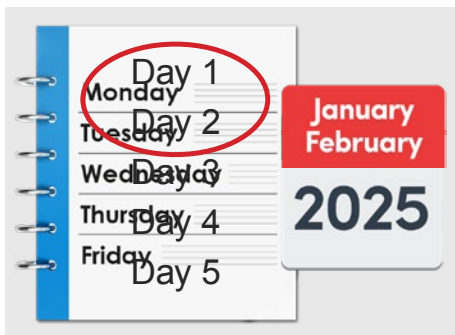 Day 1
Monday
Day 2
Tuesday
Day 3
Wednesday
Day 4
Thursday
Day 5
Friday
January
February
2025